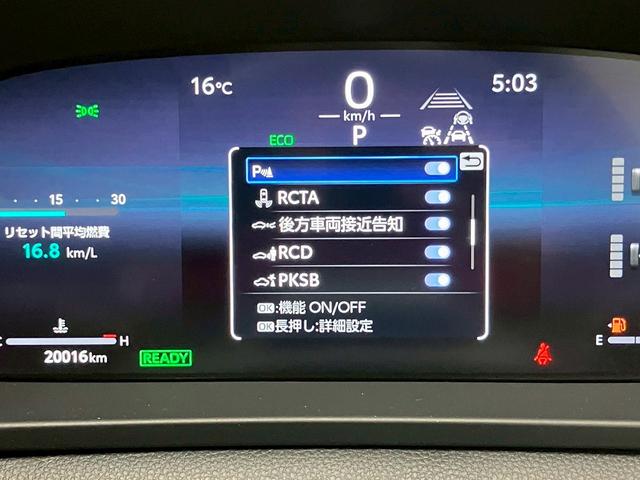 16℃
0
km/h
5:03
ECO
P
P
RCTA
後方車両接近告知
RCD
PKSB
OK:機能 ON/OFF
OK長押し:詳細設定
15 30
リセット間平均燃費
16.8 km/L
C H
20016km
READY
E